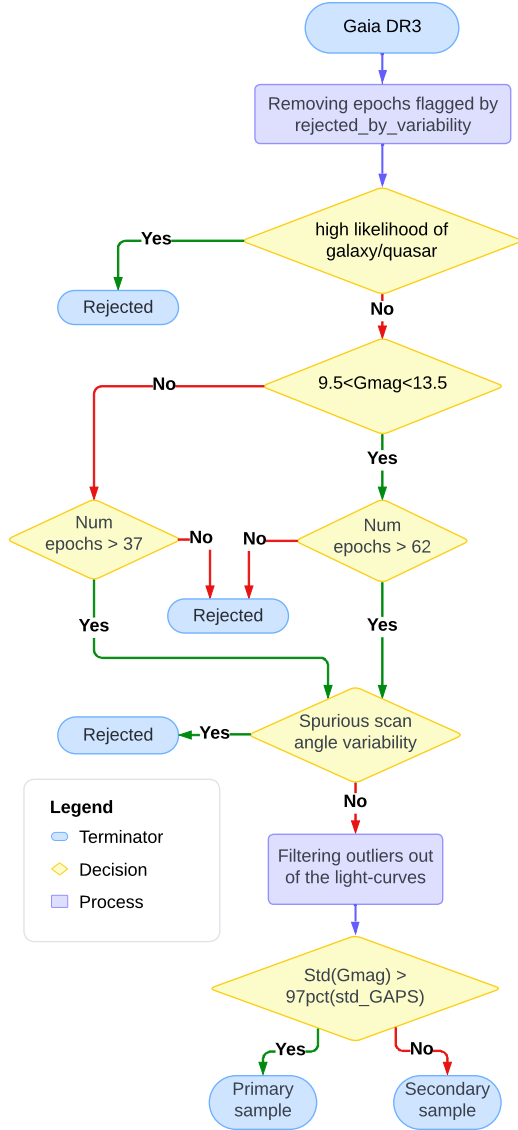 Gaia DR3
Removing epochs flagged by
rejected_by_variability
high likelihood of
galaxy/quasar
Yes
Rejected
No
9.5<Gmag<13.5
No
Yes
Num
epochs > 37
No
No
Num
epochs > 62
Rejected
Yes
Yes
Spurious scan
angle variability
Yes
Rejected
No
Legend
Terminator
Decision
Process
Filtering outliers out
of the light-curves
Std(Gmag) >
97pct(std_GAPS)
Yes
No
Primary
sample
Secondary
sample